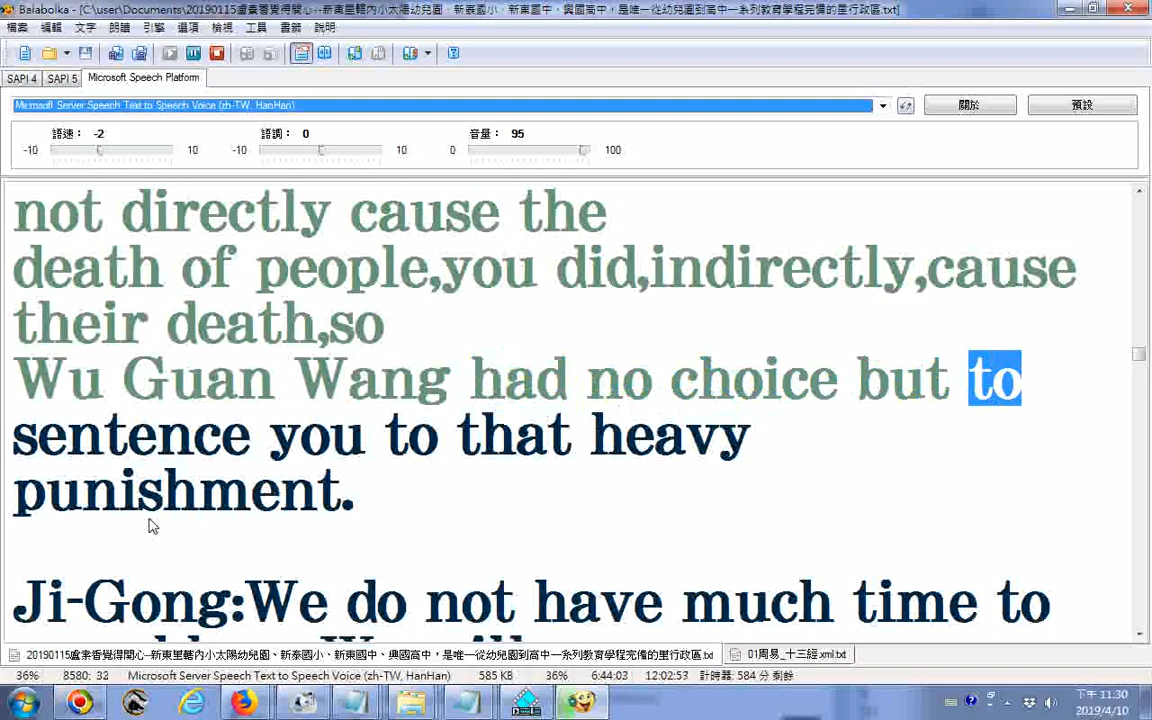 Balabolka - [C:\user\Documents\20190115盧素香覺得開心--新東里轄內小太陽幼兒園、新泰國小、新東國中、興國高中，是唯一從幼兒園到高中一系列教育學程完備的里行政區.txt]
檔案 編輯 文字 朗讀 引擎 選項 檢視 工具 書籤 說明
SAPI 4 SAPI 5 Microsoft Speech Platform
Microsoft Server Speech Text to Speech Voice (zh-TW, HanHan) 關於 預設
語速： -2 語調： 0 音量： 95
-10 10 -10 10 0 100
not directly cause the
death of people,you did,indirectly,cause
their death,so
Wu Guan Wang had no choice but to
sentence you to that heavy
punishment.
Ji-Gong:We do not have much time to
20190115盧素香覺得開心--新東里轄內小太陽幼兒園、新泰國小、新東國中、興國高中，是唯一從幼兒園到高中一系列教育學程完備的里行政區.txt 01周易_十三經.xml.txt
36% 8580; 32 Microsoft Server Speech Text to Speech Voice (zh-TW, HanHan) 585 KB 36% 6:44:03 12:02:53 計時器: 584 分 剩餘
下午 11:30
2019/4/10